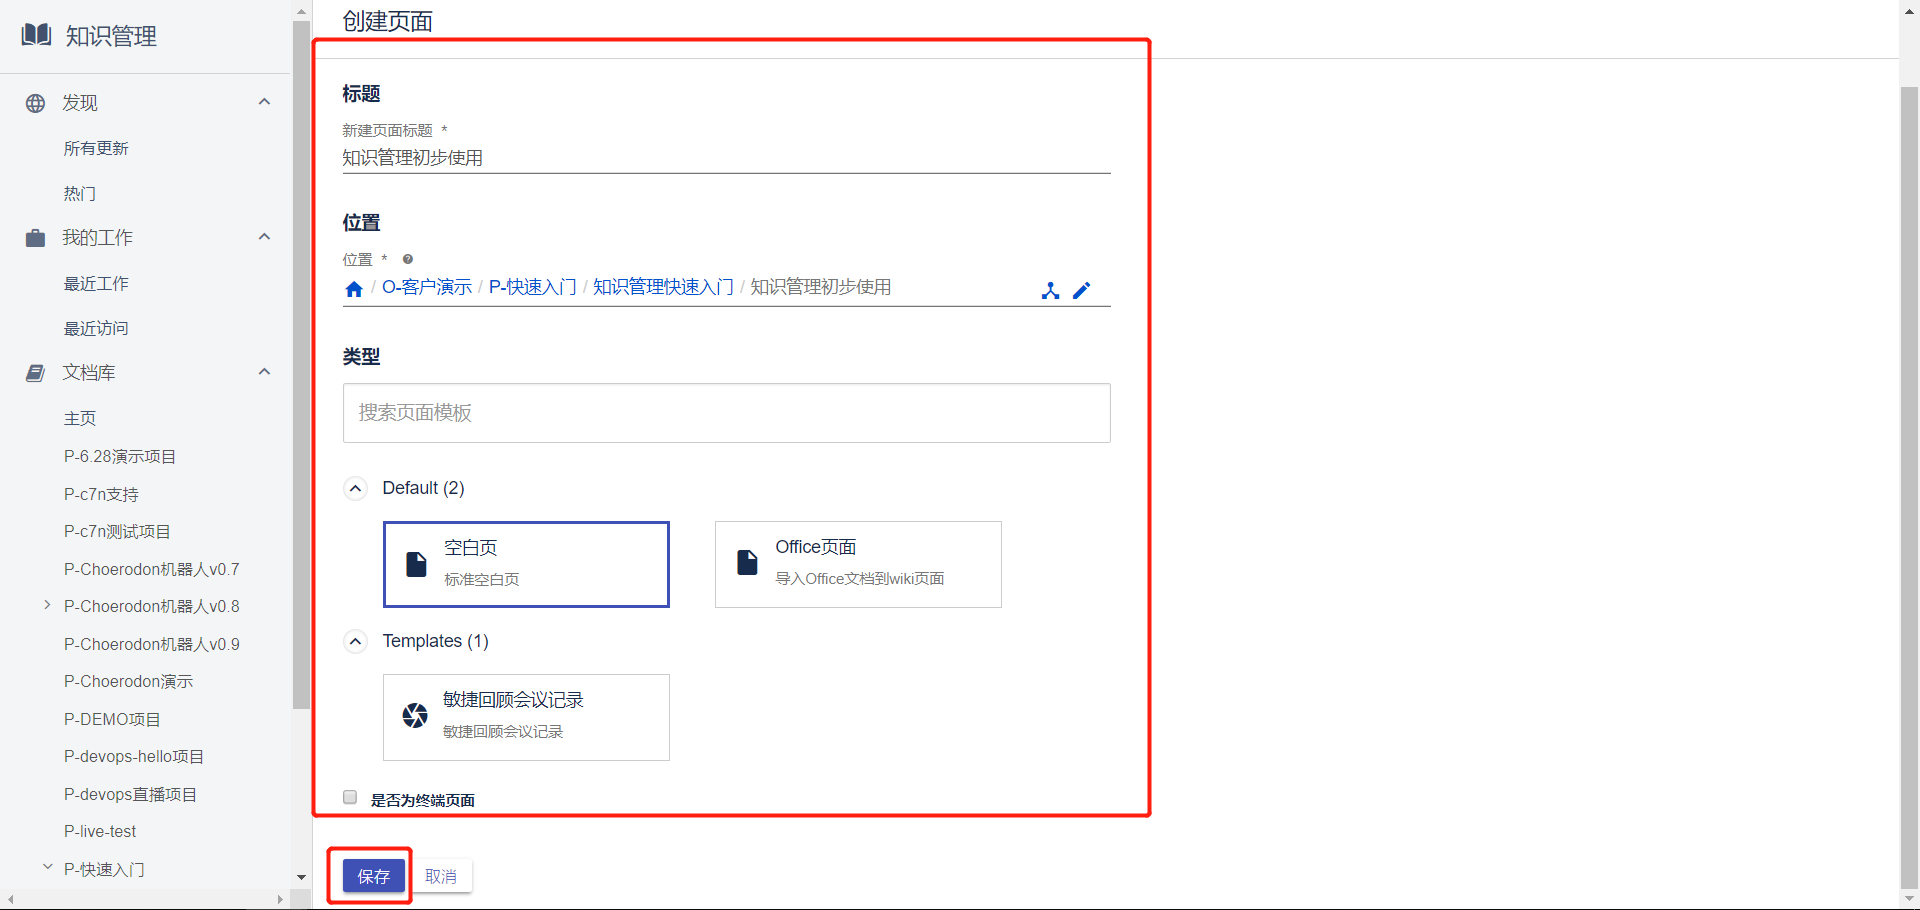 知识管理
发现
所有更新
热门
我的工作
最近工作
最近访问
文档库
主页
P-6.28演示项目
P-c7n支持
P-c7n测试项目
P-Choerodon机器人v0.7
P-Choerodon机器人v0.8
P-Choerodon机器人v0.9
P-Choerodon演示
P-DEMO项目
P-devops-hello项目
P-devops直播项目
P-live-test
P-快速入门
创建页面
标题
新建页面标题 *
知识管理初步使用
位置
位置 *
/ O-客户演示 / P-快速入门 / 知识管理快速入门 / 知识管理初步使用
类型
搜索页面模板
Default (2)
空白页
标准空白页
Office页面
导入Office文档到wiki页面
Templates (1)
敏捷回顾会议记录
敏捷回顾会议记录
是否为终端页面
保存 取消